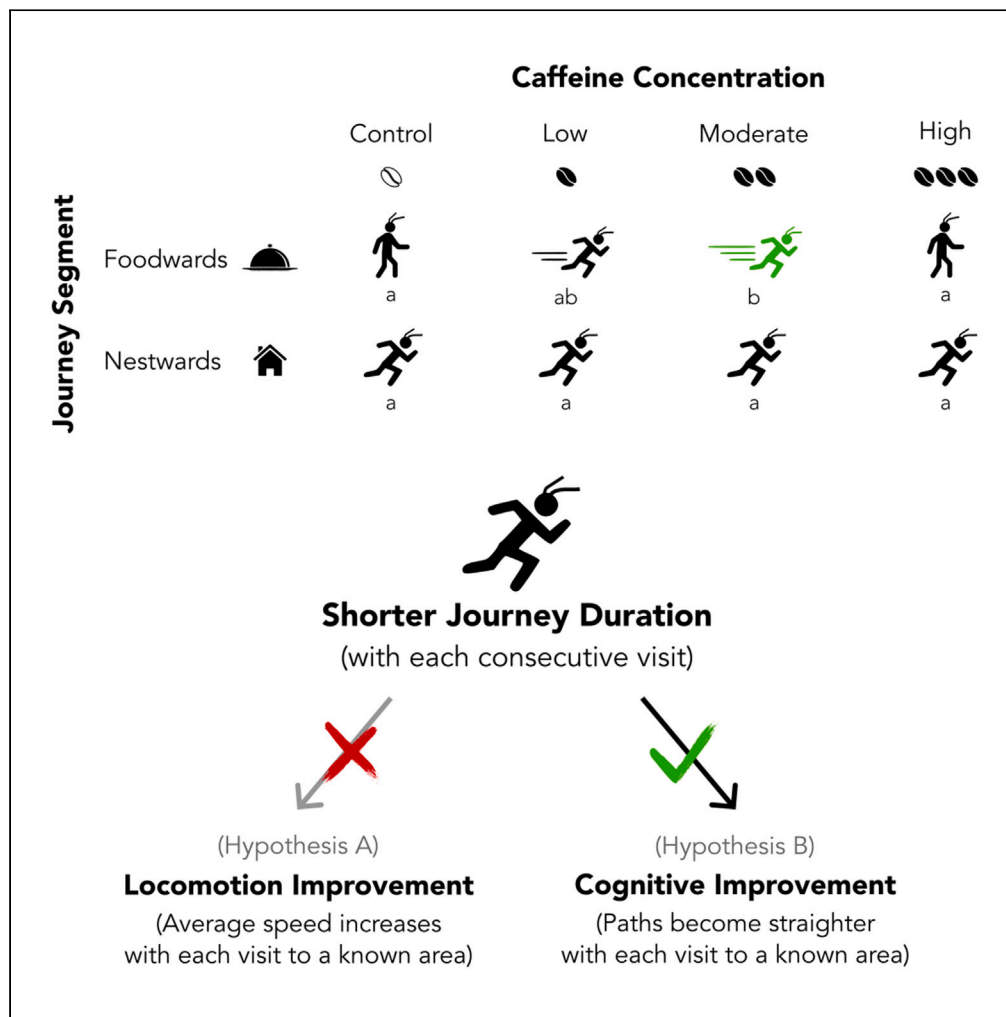 Caffeine Concentration
Control Low Moderate High
Journey Segment
Foodwards
a ab b a
Nestwards
a a a a
Shorter Journey Duration
(with each consecutive visit)
(Hypothesis A) (Hypothesis B)
Locomotion Improvement Cognitive Improvement
(Average speed increases (Paths become straighter
with each visit to a known area) with each visit to a known area)